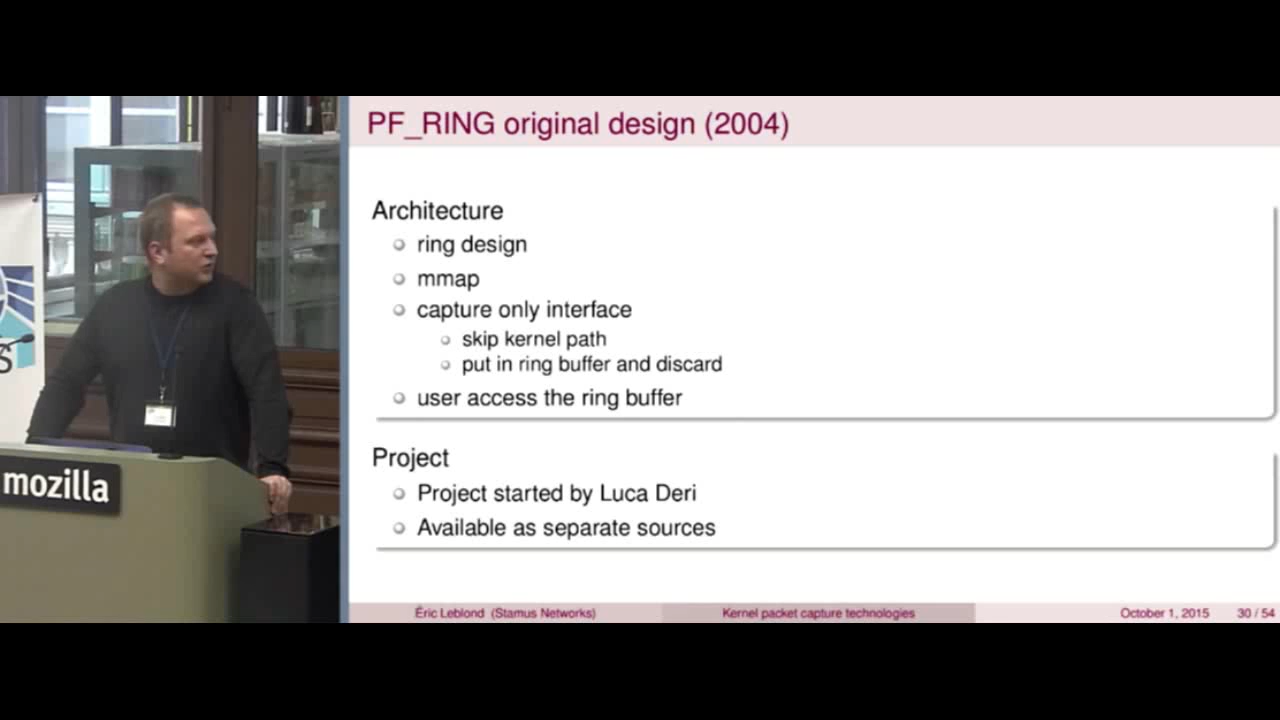 PF_RING original design (2004)
Architecture
ring design
mmap
capture only interface
skip kernel path
put in ring buffer and discard
user access the ring buffer
Project
Project started by Luca Deri
Available as separate sources
Éric Leblond (Stamus Networks)
Kernel packet capture technologies
October 1, 2015
30 / 54
mozilla
S